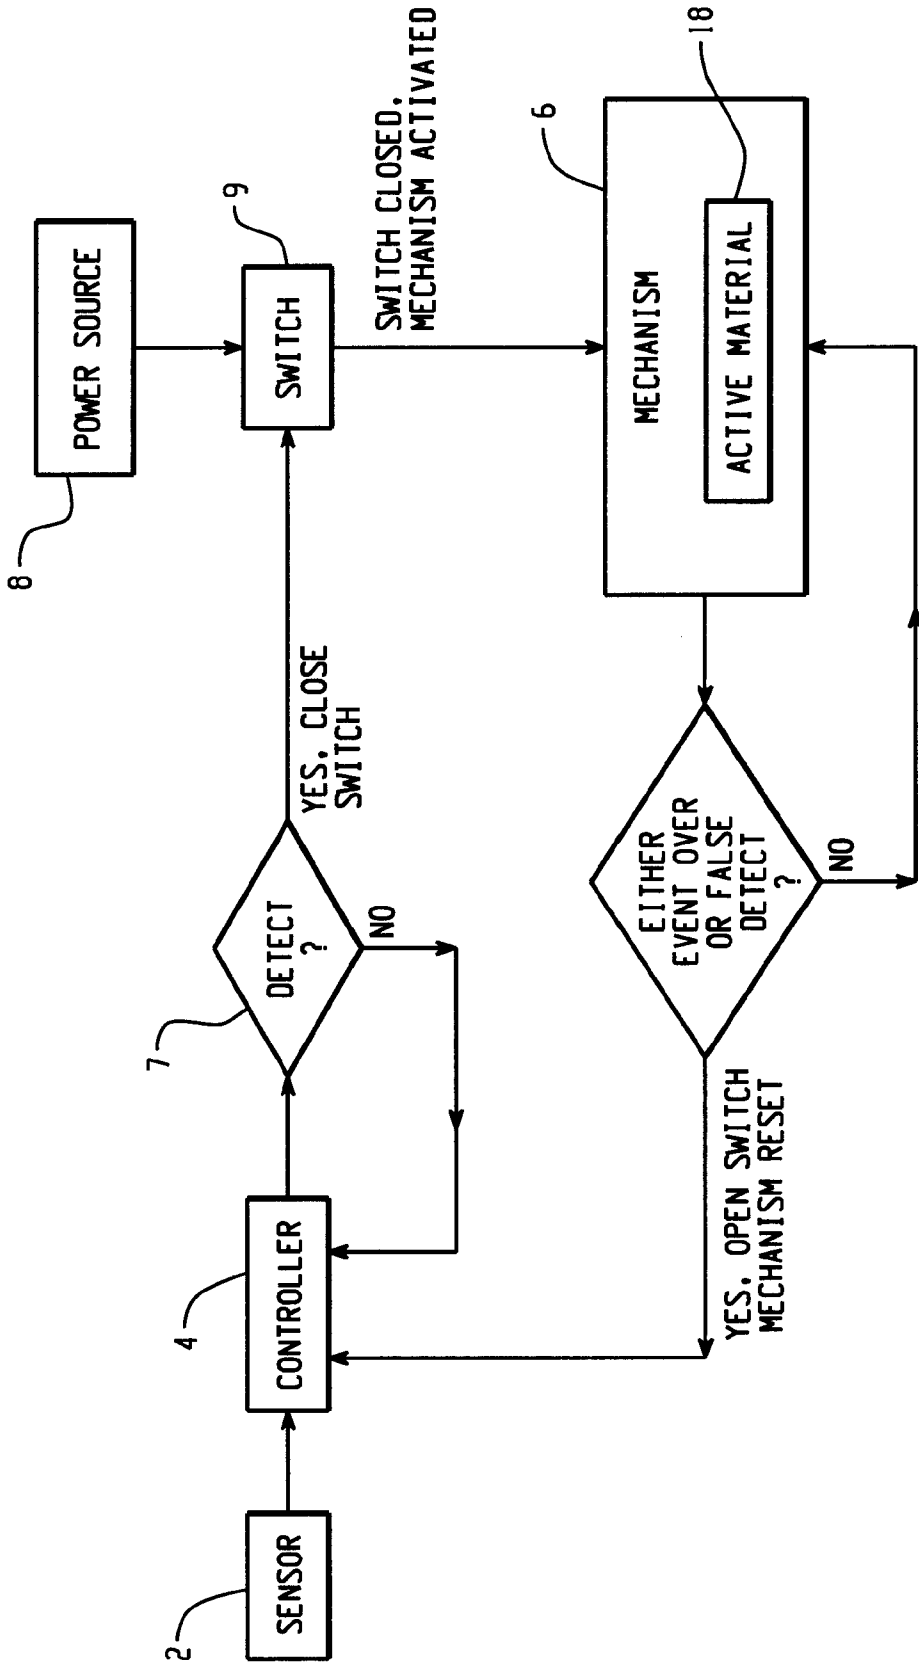 8
POWER SOURCE
9
SWITCH
SWITCH CLOSED,
MECHANISM ACTIVATED
2
SENSOR
4
CONTROLLER
7
DETECT
?
YES, CLOSE
SWITCH
NO
6
MECHANISM
18
ACTIVE MATERIAL
EITHER
EVENT OVER
OR FALSE
DETECT
?
NO
YES, OPEN SWITCH
MECHANISM RESET